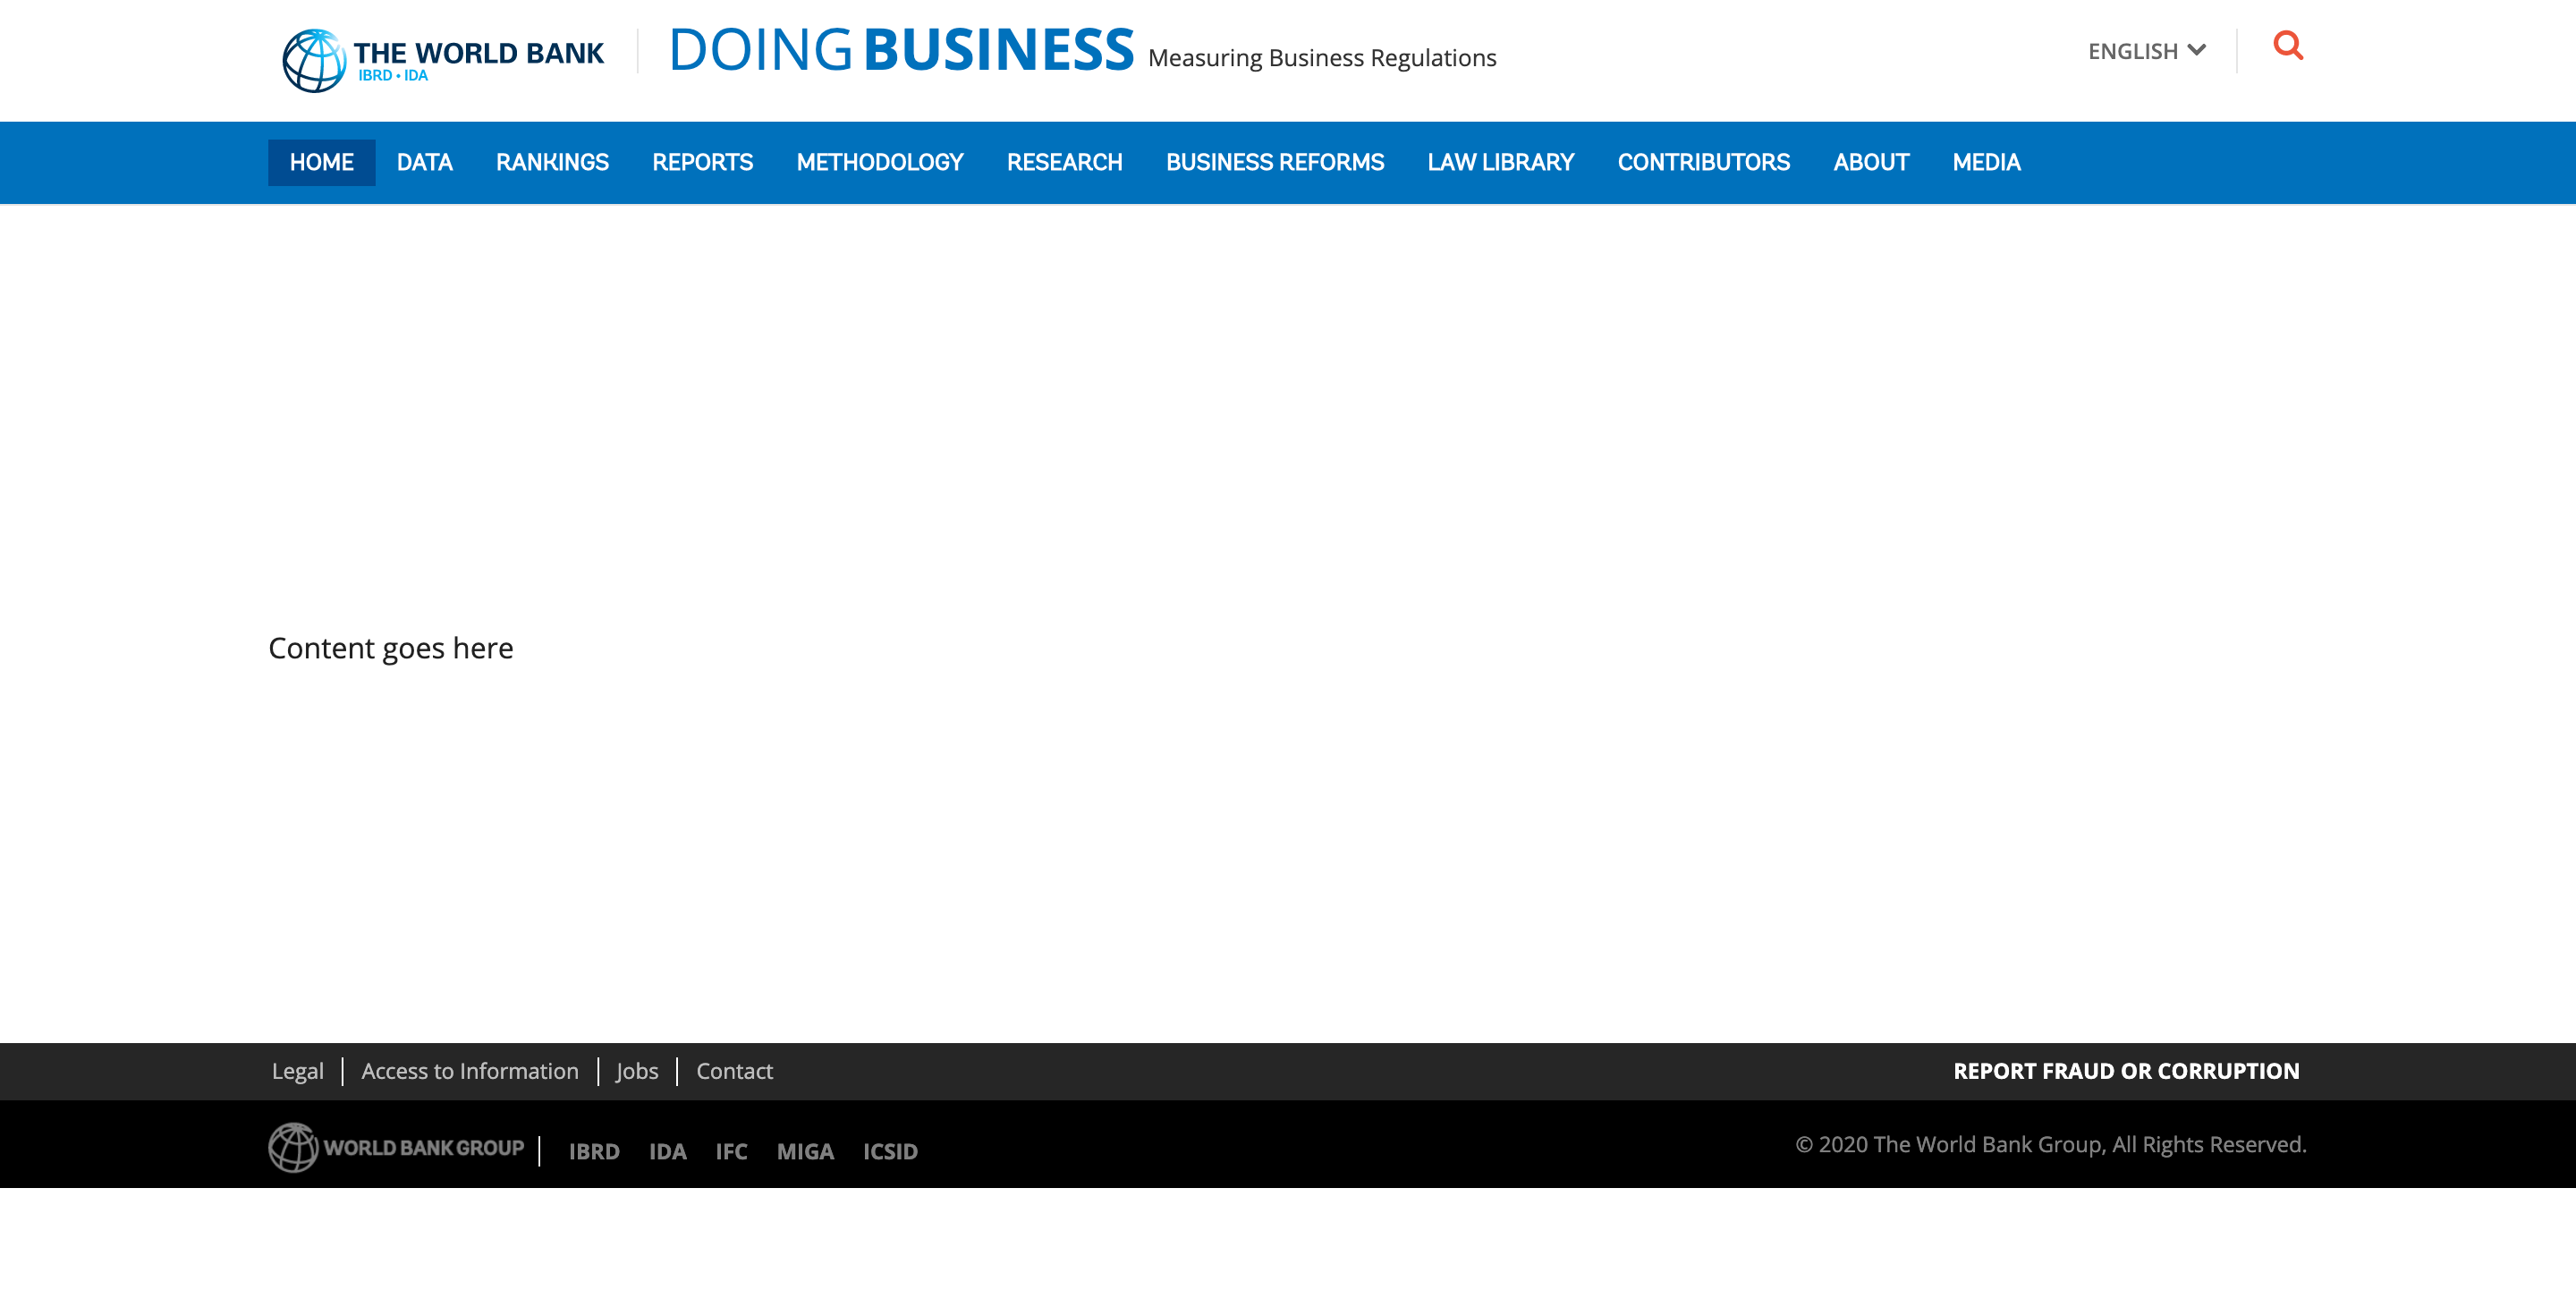 THE WORLD BANK
IBRD • IDA
DOING BUSINESS Measuring Business Regulations
ENGLISH
HOME DATA RANKINGS REPORTS METHODOLOGY RESEARCH BUSINESS REFORMS LAW LIBRARY CONTRIBUTORS ABOUT MEDIA
Content goes here
Legal Access to Information Jobs Contact
REPORT FRAUD OR CORRUPTION
WORLD BANK GROUP IBRD IDA IFC MIGA ICSID
© 2020 The World Bank Group, All Rights Reserved.